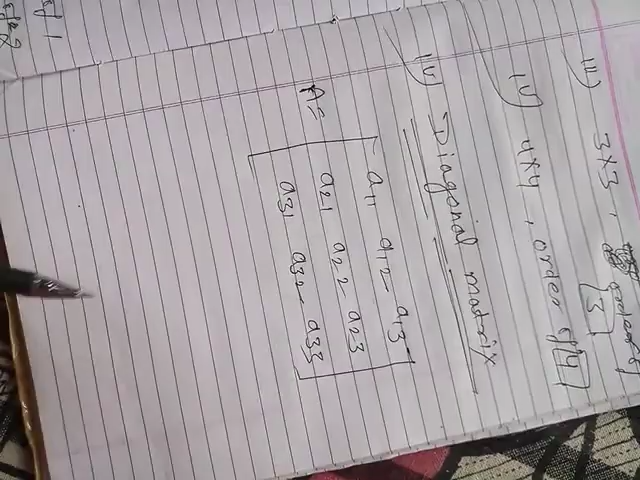 iii) 3×3, order of 3
iv) 4×4, order of 4
iv) Diagonal matrix
A =
a11 a12 a13
a21 a22 a23
a31 a32 a33